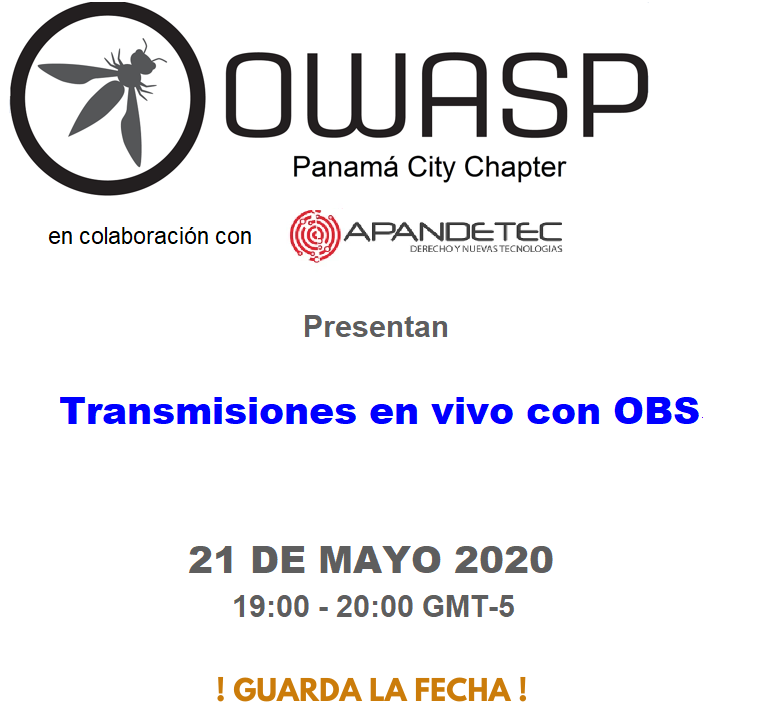 OWASP
Panamá City Chapter
en colaboración con
APANDETEC
DERECHO Y NUEVAS TECNOLOGIAS
Presentan
Transmisiones en vivo con OBS
21 DE MAYO 2020
19:00 - 20:00 GMT-5
! GUARDA LA FECHA !